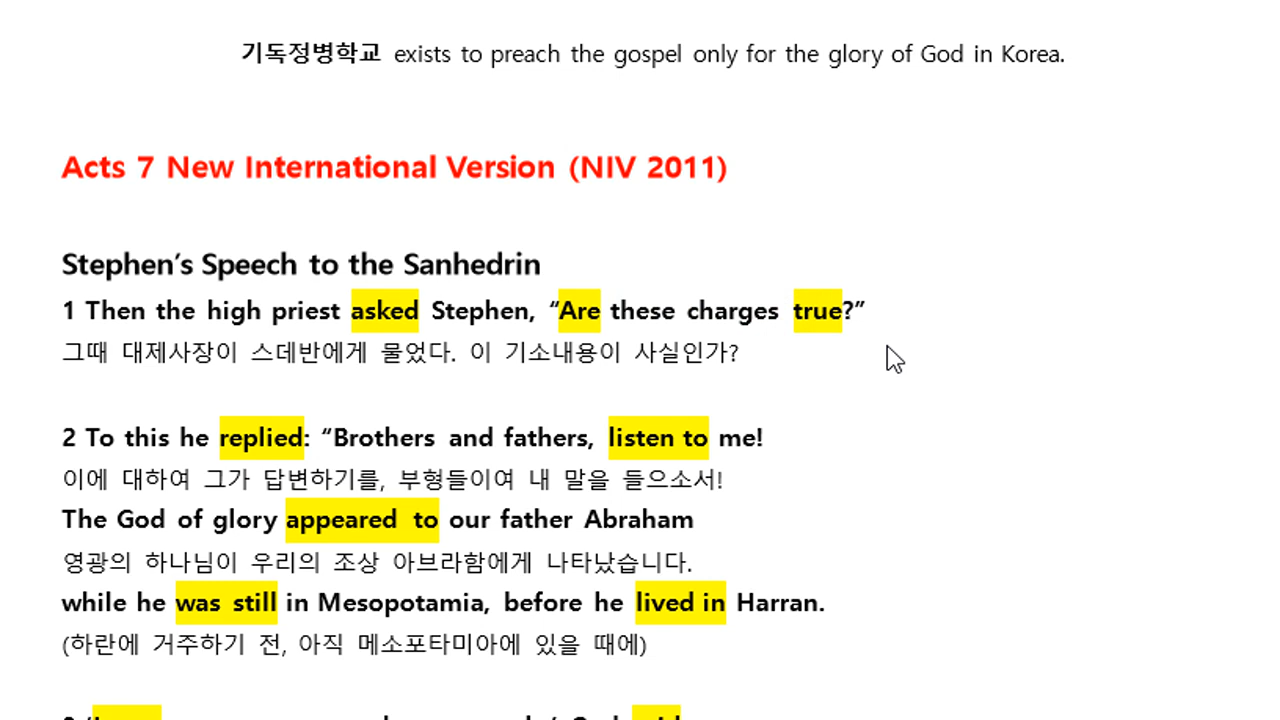 기독정병학교 exists to preach the gospel only for the glory of God in Korea.
Acts 7 New International Version (NIV 2011)
Stephen’s Speech to the Sanhedrin
1 Then the high priest asked Stephen, “Are these charges true?”
그때 대제사장이 스데반에게 물었다. 이 기소내용이 사실인가?
2 To this he replied: “Brothers and fathers, listen to me!
이에 대하여 그가 답변하기를, 부형들이여 내 말을 들으소서!
The God of glory appeared to our father Abraham
영광의 하나님이 우리의 조상 아브라함에게 나타났습니다.
while he was still in Mesopotamia, before he lived in Harran.
(하란에 거주하기 전, 아직 메소포타미아에 있을 때에)